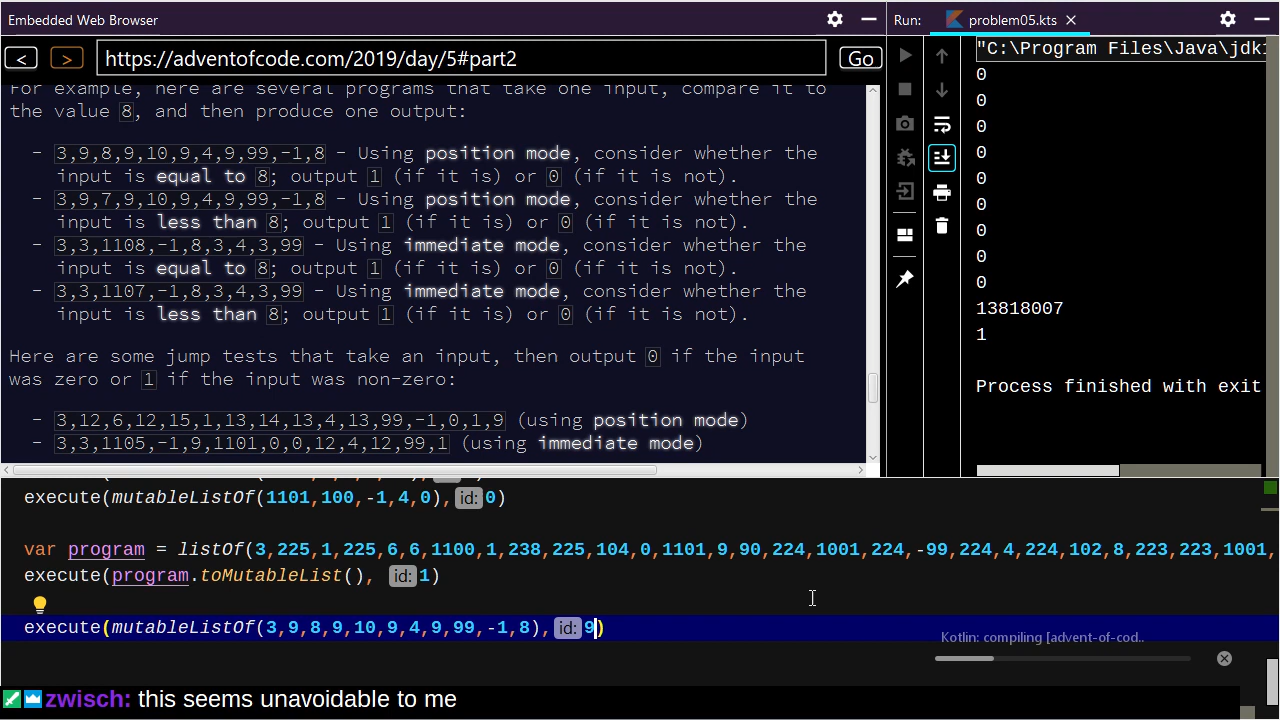 Embedded Web Browser
Run: problem05.kts
< > https://adventofcode.com/2019/day/5#part2 Go
For example, here are several programs that take one input, compare it to
the value 8, and then produce one output:
- 3,9,8,9,10,9,4,9,99,-1,8 - Using position mode, consider whether the
input is equal to 8; output 1 (if it is) or 0 (if it is not).
- 3,9,7,9,10,9,4,9,99,-1,8 - Using position mode, consider whether the
input is less than 8; output 1 (if it is) or 0 (if it is not).
- 3,3,1108,-1,8,3,4,3,99 - Using immediate mode, consider whether the
input is equal to 8; output 1 (if it is) or 0 (if it is not).
- 3,3,1107,-1,8,3,4,3,99 - Using immediate mode, consider whether the
input is less than 8; output 1 (if it is) or 0 (if it is not).
Here are some jump tests that take an input, then output 0 if the input
was zero or 1 if the input was non-zero:
- 3,12,6,12,15,1,13,14,13,4,13,99,-1,0,1,9 (using position mode)
- 3,3,1105,-1,9,1101,0,0,12,4,12,99,1 (using immediate mode)
"C:\Program Files\Java\jdk1
0
0
0
0
0
0
0
0
0
13818007
1
Process finished with exit
execute(mutableListOf(1101,100,-1,4,0), id: 0)
var program = listOf(3,225,1,225,6,6,1100,1,238,225,104,0,1101,9,90,224,1001,224,-99,224,4,224,102,8,223,223,1001,
execute(program.toMutableList(), id: 1)
execute(mutableListOf(3,9,8,9,10,9,4,9,99,-1,8), id: 9)
Kotlin: compiling [advent-of-cod..
zwisch: this seems unavoidable to me